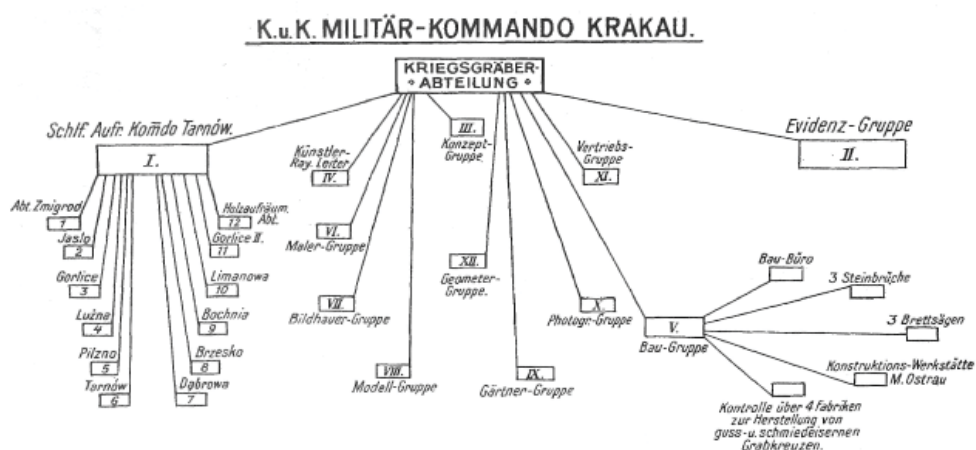 K.u.K. MILITÄR-KOMMANDO KRAKAU.
KRIEGSGRÄBER-
ABTEILUNG
Schlf. Aufr. Komdo Tarnów.
I.
Abt. Zmigrod
1
Jaslo
2
Gorlice
3
Lużna
4
Pilzno
5
Tarnów
6
Holzaufräum.
Abt.
12
Gorlice II.
11
Limanowa
10
Bochnia
9
Brzesko
8
Dąbrowa
7
Künstler-
Ray. Leiter
IV.
VI.
Maler-Gruppe
VII.
Bildhauer-Gruppe
VIII.
Modell-Gruppe
III.
Konzept-
Gruppe
XII.
Geometer-
Gruppe.
IX.
Gärtner-Gruppe
Vertriebs-
Gruppe
XI.
X.
Photogr.-Gruppe
Evidenz-Gruppe
II.
V.
Bau-Gruppe
Bau-Büro
3 Steinbrüche
3 Brettsägen
Konstruktions-Werkstätte
M. Ostrau
Kontrolle über 4 Fabriken
zur Herstellung von
guss-u. schmiedeisernen
Grabkreuzen.